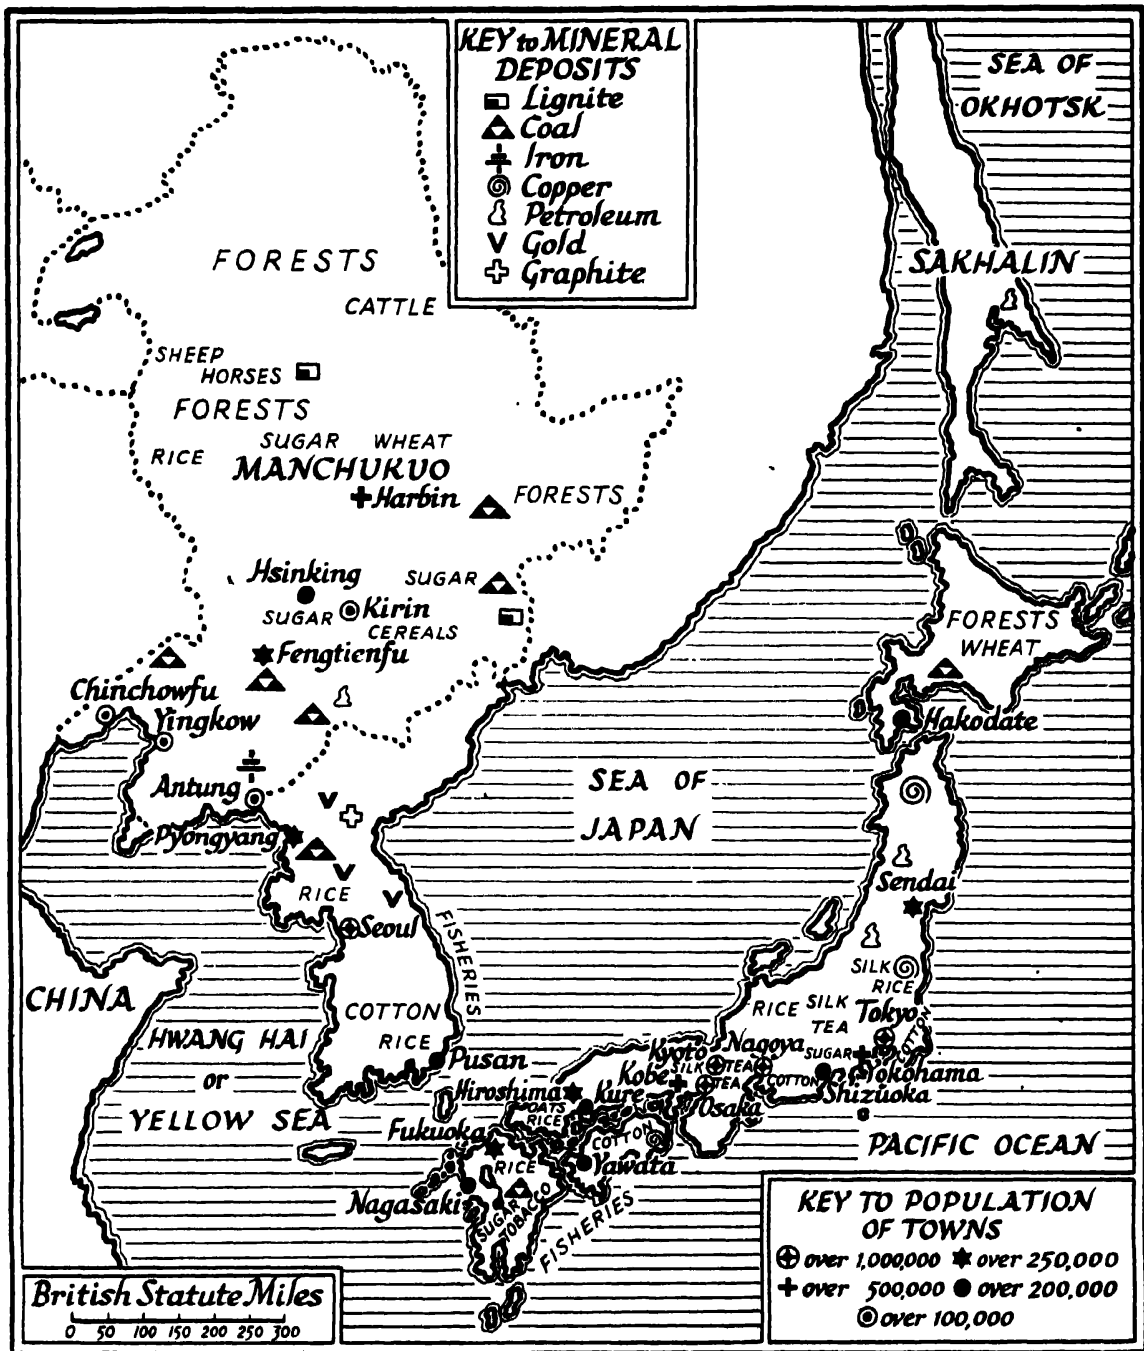 KEY to MINERAL
DEPOSITS
Lignite
Coal
Iron
Copper
Petroleum
Gold
Graphite
SEA OF
OKHOTSK
SAKHALIN
FORESTS
CATTLE
SHEEP
HORSES
FORESTS
SUGAR WHEAT
RICE
MANCHUKUO
Harbin
FORESTS
Hsinking
SUGAR
SUGAR
Kirin
CEREALS
Fengtienfu
Chinchowfu
Yingkow
Antung
Pyongyang
RICE
Seoul
FISHERIES
COTTON
RICE
Pusan
CHINA
HWANG HAI
or
YELLOW SEA
SEA OF
JAPAN
FORESTS
WHEAT
Hakodate
Sendai
SILK
RICE
RICE
SILK
TEA
Tokyo
COTTON
SUGAR
Yokohama
Shizuoka
Nagoya
Kyoto
SILK
TEA
TEA
COTTON
Kobe
Osaka
Kure
Hiroshima
OATS
RICE
COTTON
Fukuoka
RICE
Yawata
Nagasaki
SUGAR
TOBACCO
FISHERIES
PACIFIC OCEAN
KEY TO POPULATION
OF TOWNS
over 1,000,000 over 250,000
over 500,000 over 200,000
over 100,000
British Statute Miles
0 50 100 150 200 250 300